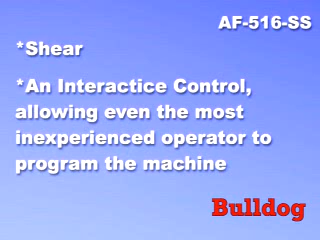 AF-516-SS
*Shear
*An Interactice Control,
allowing even the most
inexperienced operator to
program the machine
Bulldog